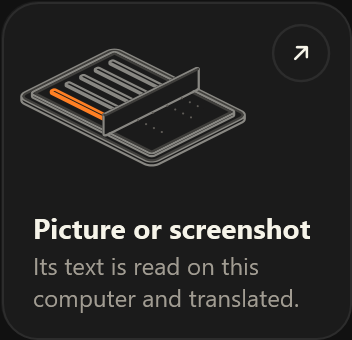 Picture or screenshot
Its text is read on this
computer and translated.